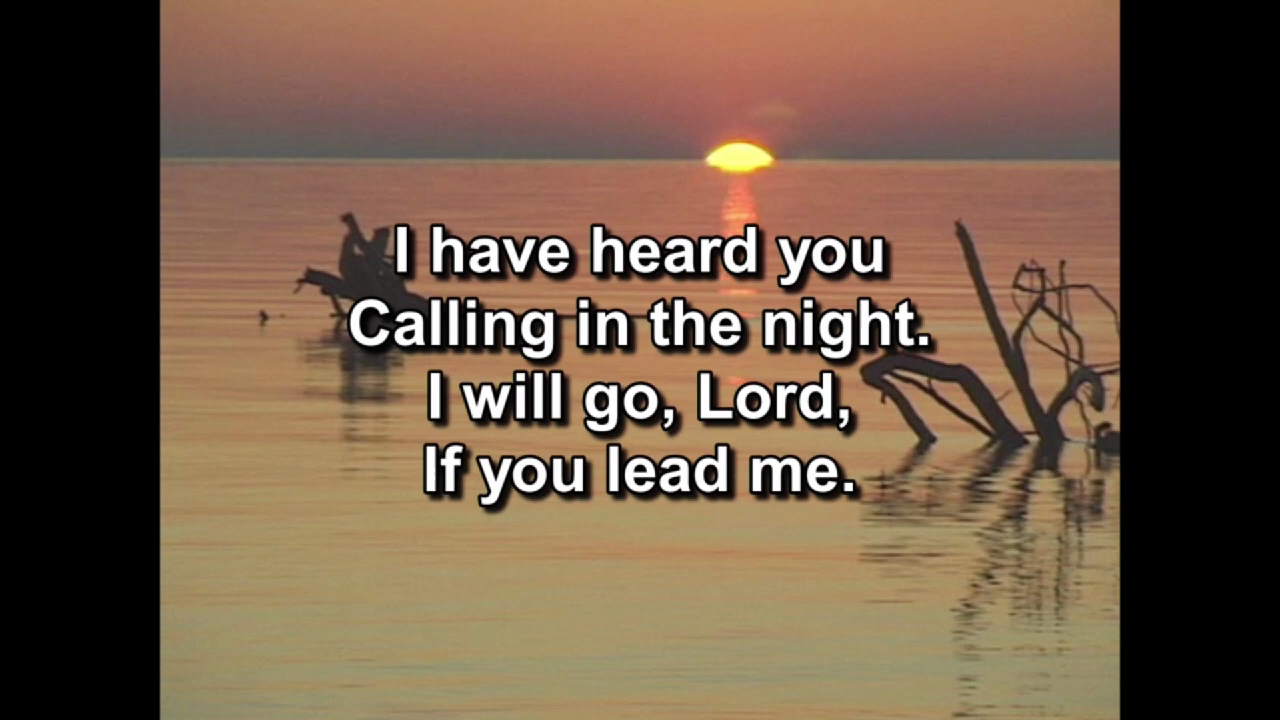 I have heard you
Calling in the night.
I will go, Lord,
If you lead me.